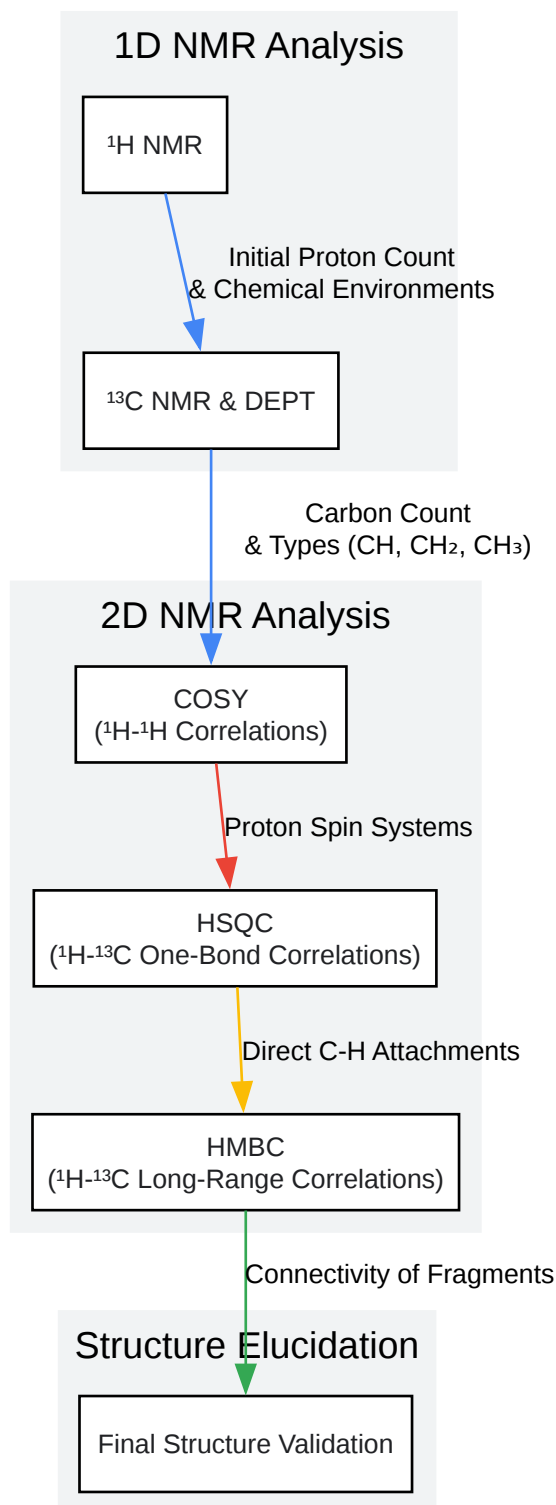 1D NMR Analysis
¹H NMR
Initial Proton Count
& Chemical Environments
¹³C NMR & DEPT
Carbon Count
& Types (CH, CH₂, CH₃)
2D NMR Analysis
COSY
(¹H-¹H Correlations)
Proton Spin Systems
HSQC
(¹H-¹³C One-Bond Correlations)
Direct C-H Attachments
HMBC
(¹H-¹³C Long-Range Correlations)
Connectivity of Fragments
Structure Elucidation
Final Structure Validation